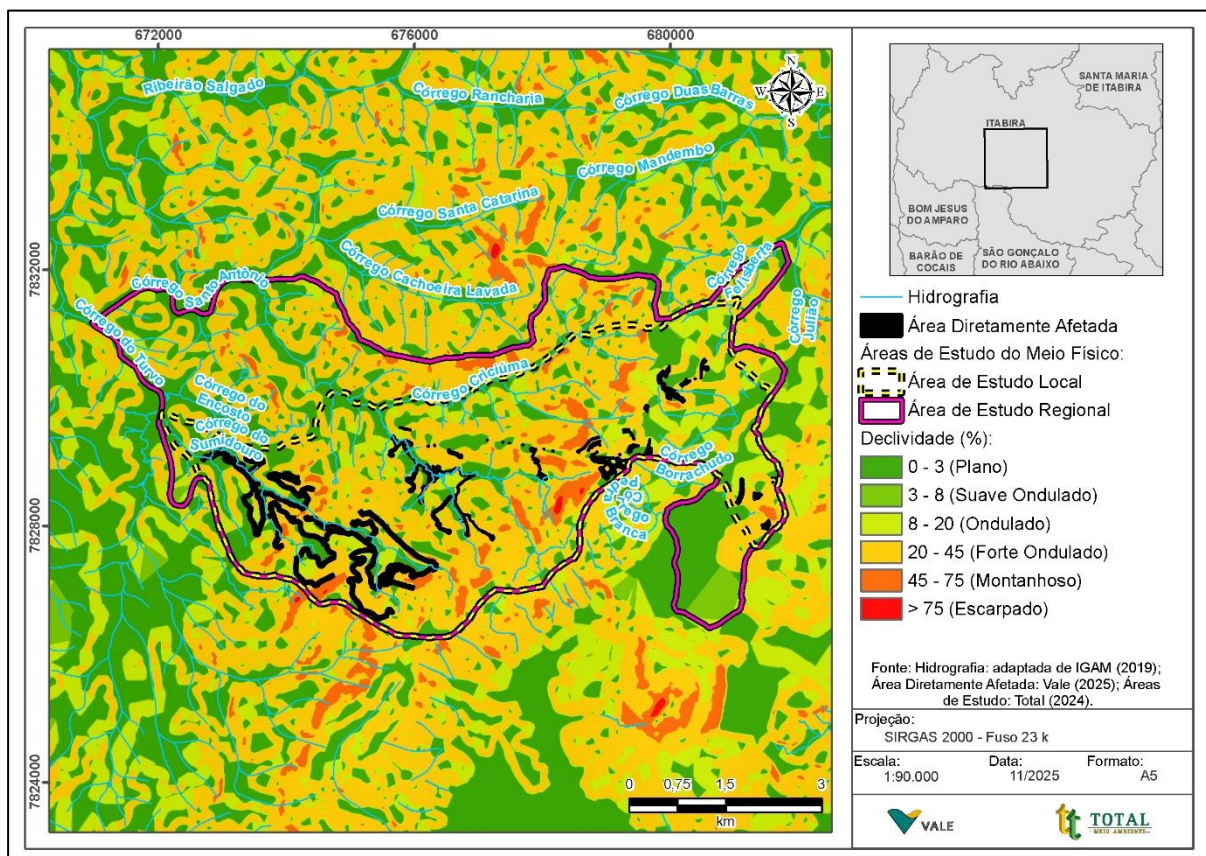 672000
676000
680000
7832000
7828000
7824000
N
W
E
S
Ribeirão Salgado
Córrego Rancharia
Córrego Duas Barras
Córrego Mandembo
Córrego Santa Catarina
Córrego Cachoeira Lavada
Córrego Santo Antônio
Córrego do Turvo
Córrego
Felisberta
Córrego
Julião
Córrego Criciúma
Córrego do
Encosto
Córrego do
Sumidouro
Córrego
Borrachudo
Córrego
Pedra
Branca
0
0,75
1,5
3
km
SANTA MARIA
DE ITABIRA
ITABIRA
BOM JESUS
DO AMPARO
BARÃO DE
COCAIS
SÃO GONÇALO
DO RIO ABAIXO
Hidrografia
Área Diretamente Afetada
Áreas de Estudo do Meio Físico:
Área de Estudo Local
Área de Estudo Regional
Declividade (%):
0 - 3 (Plano)
3 - 8 (Suave Ondulado)
8 - 20 (Ondulado)
20 - 45 (Forte Ondulado)
45 - 75 (Montanhoso)
> 75 (Escarpado)
Fonte: Hidrografia: adaptada de IGAM (2019);
Área Diretamente Afetada: Vale (2025); Áreas
de Estudo: Total (2024).
Projeção:
SIRGAS 2000 - Fuso 23 k
Escala:
1:90.000
Data:
11/2025
Formato:
A5
VALE
TOTAL
MEIO AMBIENTE